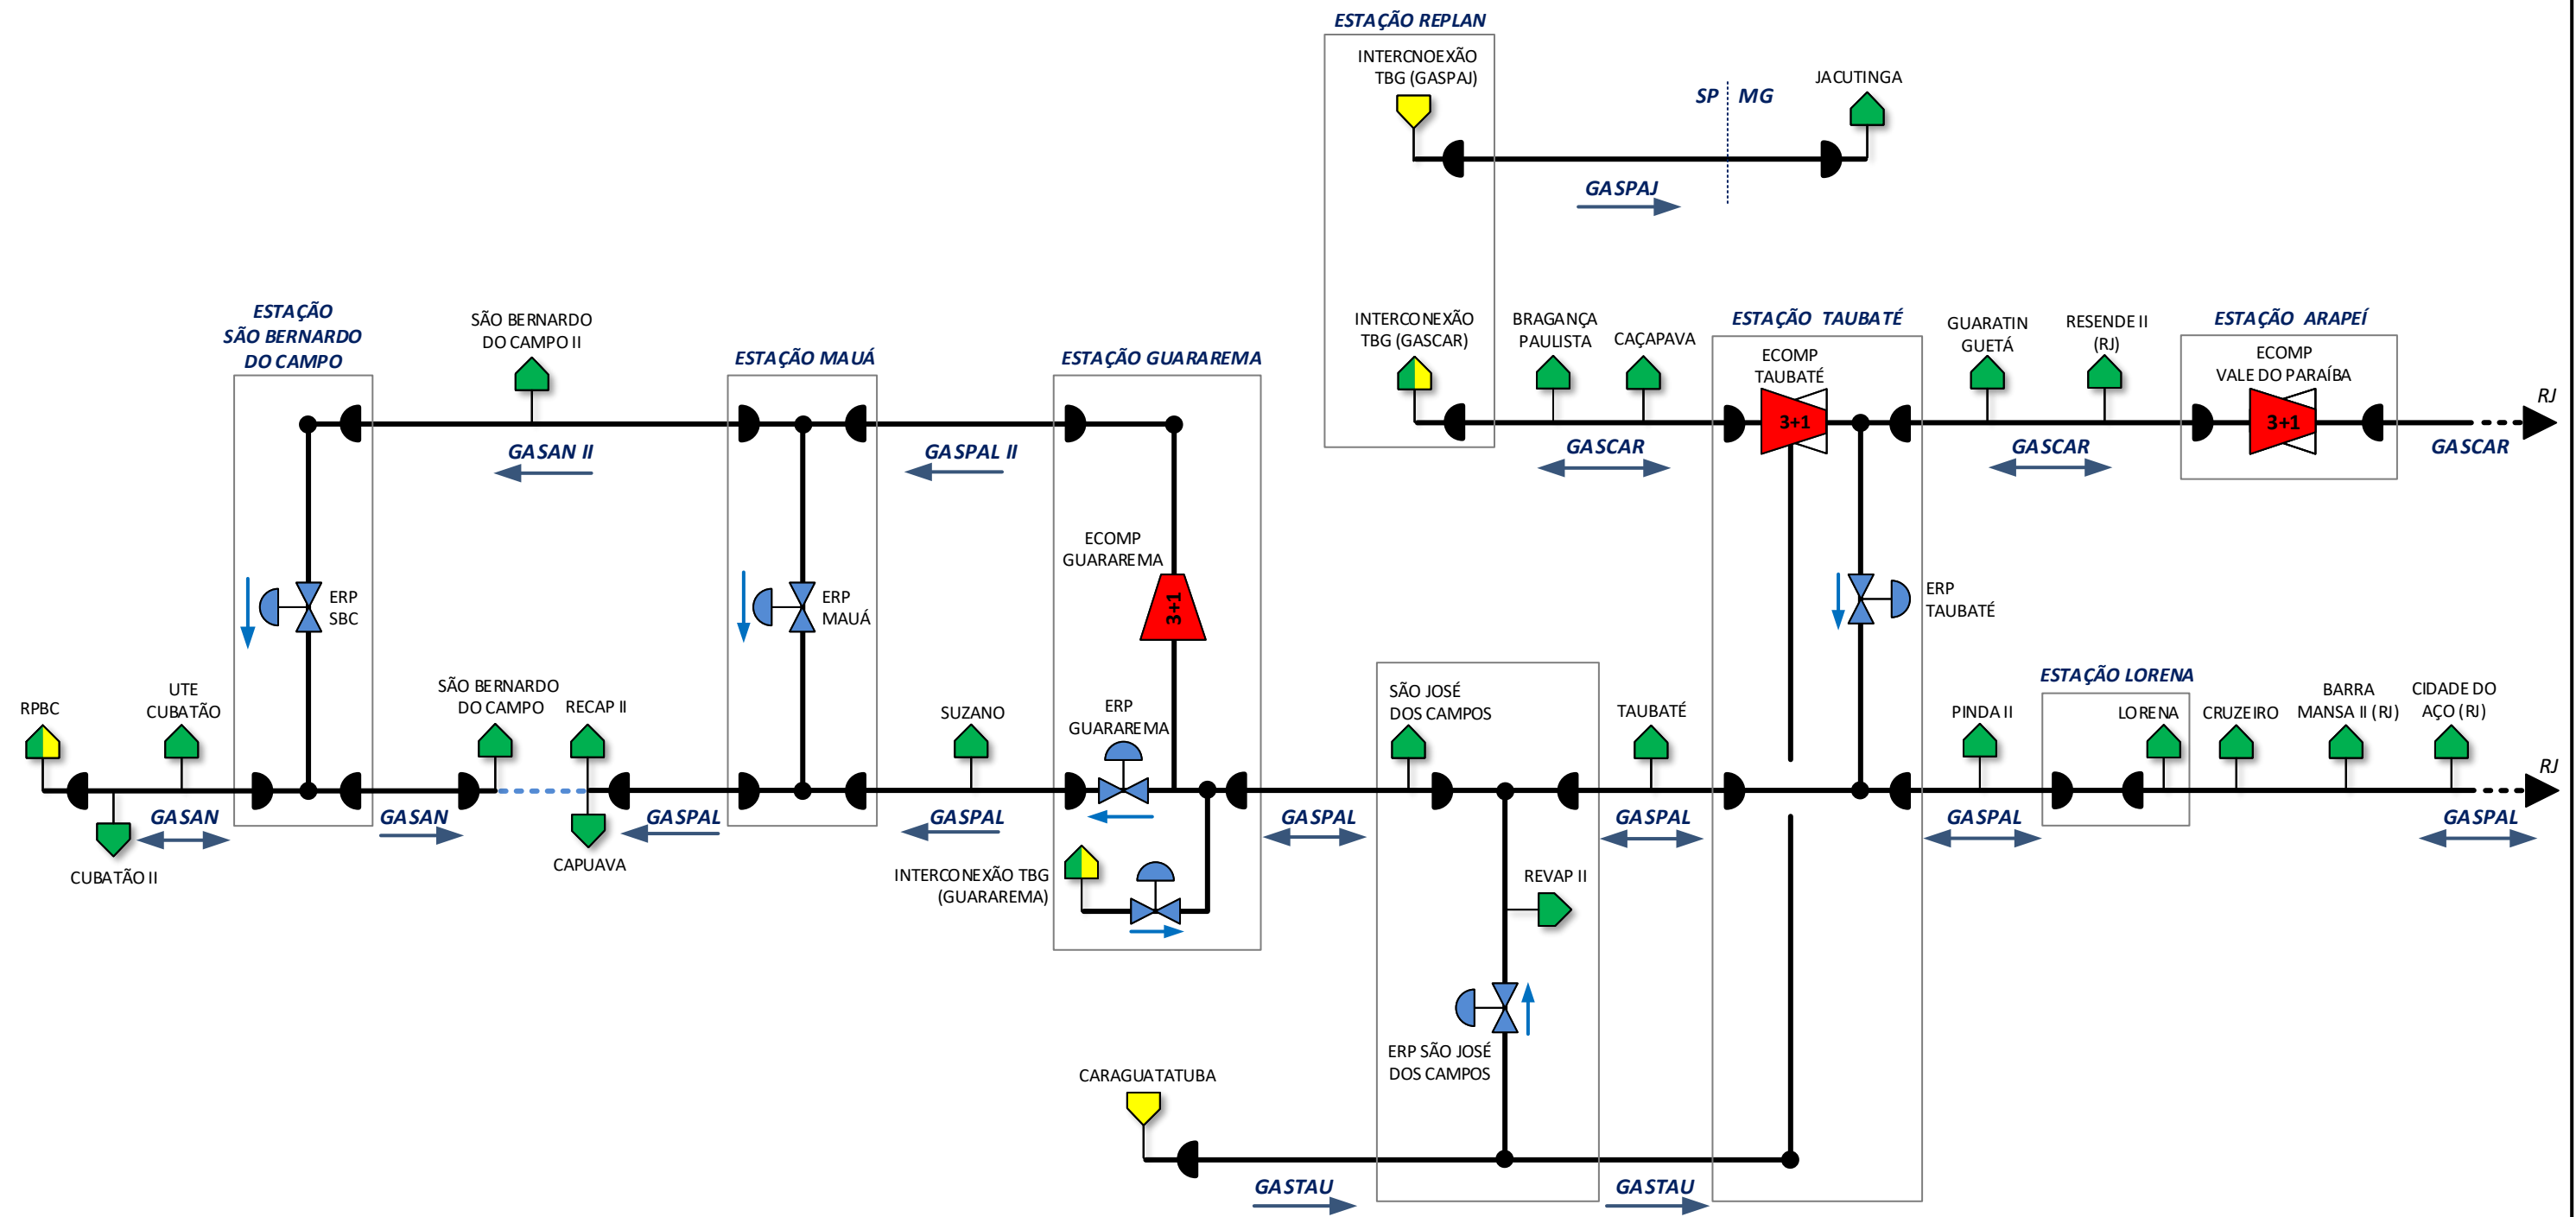 ESTAÇÃO REPLAN
INTERCNOEXÃO
TBG (GASPAJ)
JACUTINGA
SP
MG
GASPAJ
ESTAÇÃO
SÃO BERNARDO
DO CAMPO
SÃO BERNARDO
DO CAMPO II
ESTAÇÃO MAUÁ
ESTAÇÃO GUARAREMA
INTERCONEXÃO
TBG (GASCAR)
BRAGANÇA
PAULISTA
CAÇAPAVA
ESTAÇÃO TAUBATÉ
ECOMP
TAUBATÉ
3+1
GUARATIN
GUETÁ
RESENDE II
(RJ)
ESTAÇÃO ARAPEÍ
ECOMP
VALE DO PARAÍBA
3+1
RJ
GASAN II
GASPAL II
GASCAR
GASCAR
GASCAR
ECOMP
GUARAREMA
3+1
ERP
SBC
ERP
MAUÁ
ERP
TAUBATÉ
RPBC
UTE
CUBATÃO
SÃO BERNARDO
DO CAMPO
RECAP II
SUZANO
ERP
GUARAREMA
SÃO JOSÉ
DOS CAMPOS
TAUBATÉ
PINDA II
ESTAÇÃO LORENA
LORENA
CRUZEIRO
BARRA
MANSA II (RJ)
CIDADE DO
AÇO (RJ)
RJ
GASAN
GASAN
GASPAL
GASPAL
GASPAL
GASPAL
GASPAL
GASPAL
CUBATÃO II
CAPUAVA
INTERCONEXÃO TBG
(GUARAREMA)
REVAP II
ERP SÃO JOSÉ
DOS CAMPOS
CARAGUATATUBA
GASTAU
GASTAU